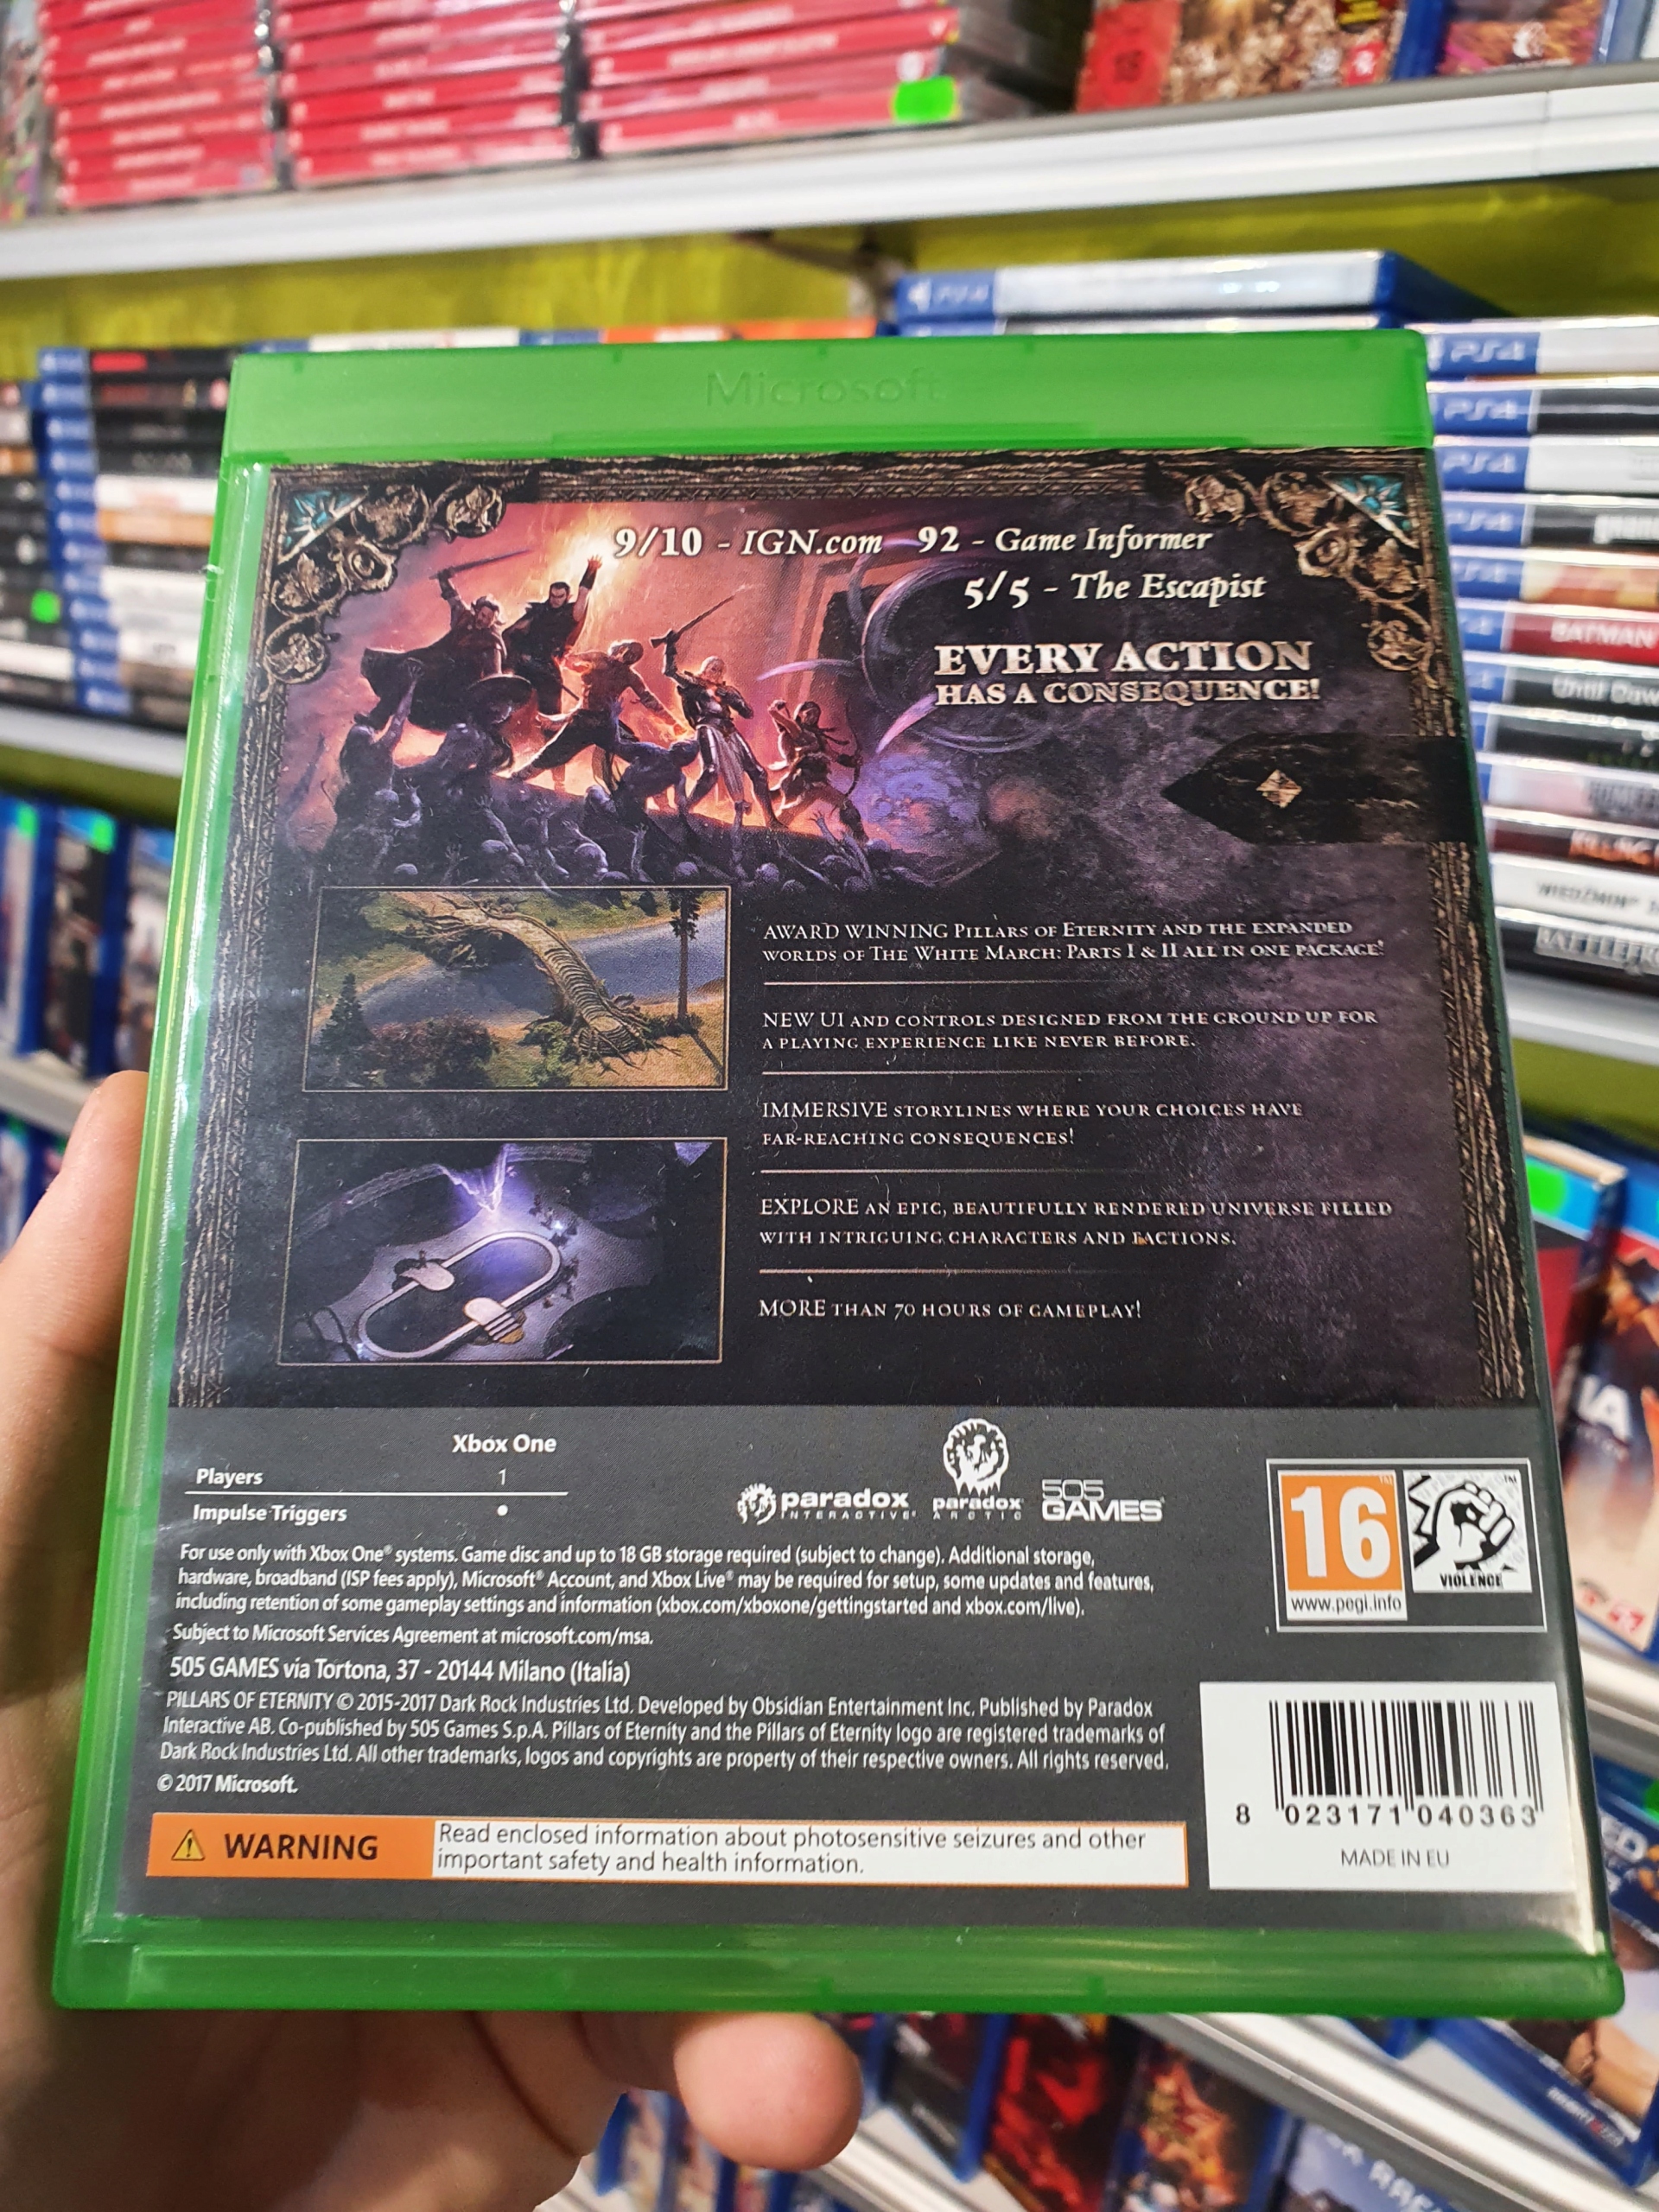 PS4
PS4
PS4
PS4
PS4
BATMAN
Until Daw
Microsoft
9/10 - IGN.com 92 - Game Informer
5/5 - The Escapist
EVERY ACTION
HAS A CONSEQUENCE!
AWARD WINNING PILLARS OF ETERNITY AND THE EXPANDED
WORLDS OF THE WHITE MARCH: PARTS I & II ALL IN ONE PACKAGE!
NEW UI AND CONTROLS DESIGNED FROM THE GROUND UP FOR
A PLAYING EXPERIENCE LIKE NEVER BEFORE.
IMMERSIVE STORYLINES WHERE YOUR CHOICES HAVE
FAR-REACHING CONSEQUENCES!
EXPLORE AN EPIC, BEAUTIFULLY RENDERED UNIVERSE FILLED
WITH INTRIGUING CHARACTERS AND FACTIONS.
MORE THAN 70 HOURS OF GAMEPLAY!
Xbox One
Players 1
Impulse Triggers •
paradox
INTERACTIVE
paradox
ARCTIC
505
GAMES
16
www.pegi.info
VIOLENCE
For use only with Xbox One® systems. Game disc and up to 18 GB storage required (subject to change). Additional storage,
hardware, broadband (ISP fees apply), Microsoft® Account, and Xbox Live® may be required for setup, some updates and features,
including retention of some gameplay settings and information (xbox.com/xboxone/gettingstarted and xbox.com/live).
Subject to Microsoft Services Agreement at microsoft.com/msa.
505 GAMES via Tortona, 37 - 20144 Milano (Italia)
PILLARS OF ETERNITY © 2015-2017 Dark Rock Industries Ltd. Developed by Obsidian Entertainment Inc. Published by Paradox
Interactive AB. Co-published by 505 Games S.p.A. Pillars of Eternity and the Pillars of Eternity logo are registered trademarks of
Dark Rock Industries Ltd. All other trademarks, logos and copyrights are property of their respective owners. All rights reserved.
© 2017 Microsoft.
WARNING
Read enclosed information about photosensitive seizures and other
important safety and health information.
8 023171 040363
MADE IN EU